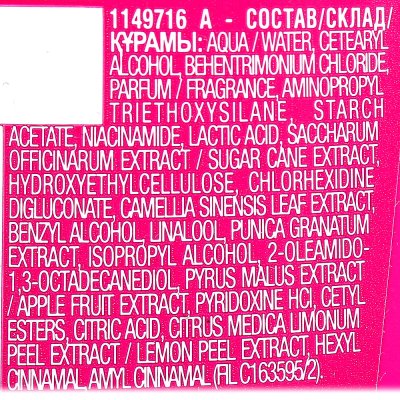 1149716 A - СОСТАВ/СКЛАД/
ҚҰРАМЫ: AQUA / WATER, CETEARYL
ALCOHOL, BEHENTRIMONIUM CHLORIDE,
PARFUM / FRAGRANCE, AMINOPROPYL
TRIETHOXYSILANE, STARCH
ACETATE, NIACINAMIDE, LACTIC ACID, SACCHARUM
OFFICINARUM EXTRACT / SUGAR CANE EXTRACT,
HYDROXYETHYLCELLULOSE, CHLORHEXIDINE
DIGLUCONATE, CAMELLIA SINENSIS LEAF EXTRACT,
BENZYL ALCOHOL, LINALOOL, PUNICA GRANATUM
EXTRACT, ISOPROPYL ALCOHOL, 2-OLEAMIDO-
1,3-OCTADECANEDIOL, PYRUS MALUS EXTRACT
/ APPLE FRUIT EXTRACT, PYRIDOXINE HCl, CETYL
ESTERS, CITRIC ACID, CITRUS MEDICA LIMONUM
PEEL EXTRACT / LEMON PEEL EXTRACT, HEXYL
CINNAMAL, AMYL CINNAMAL (FIL C163595/2).